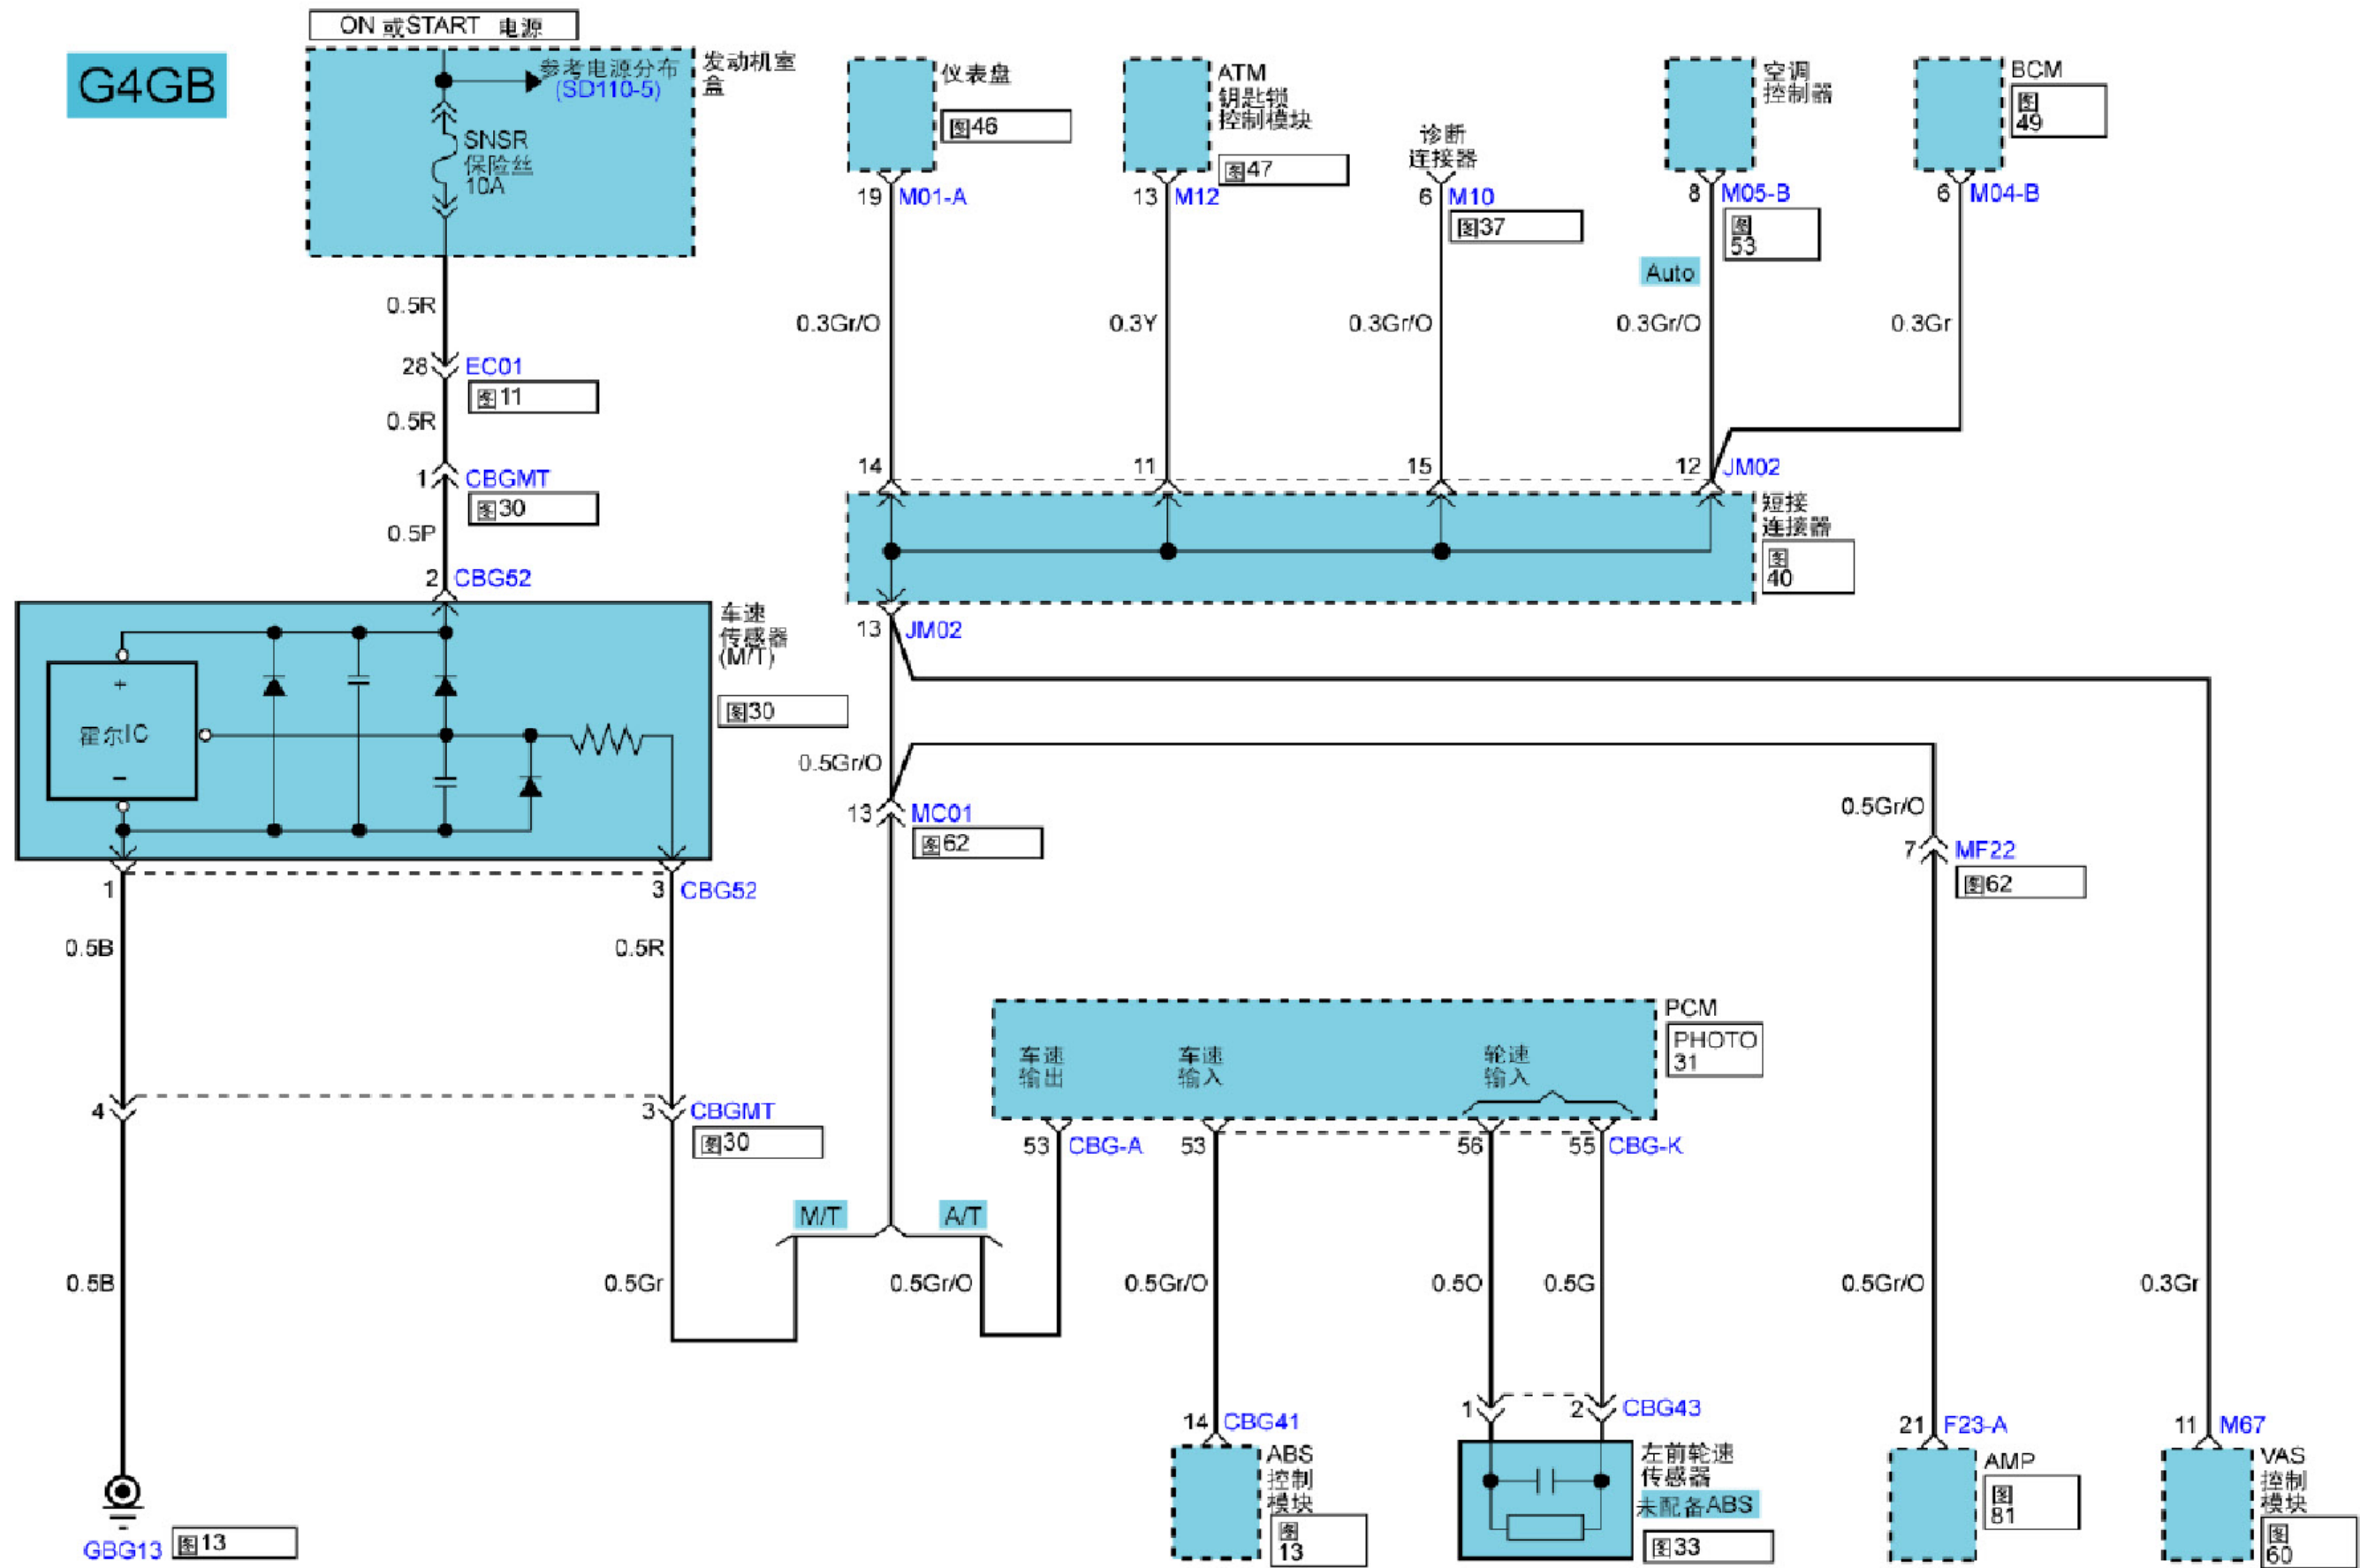 ON 或START 电源
G4GB
参考电源分布
(SD110-5)
发动机室
盒
SNSR
保险丝
10A
0.5R
28
EC01
图11
0.5R
1
CBGMT
图30
0.5P
2
CBG52
车速
传感器
(M/T)
图30
+
霍尔IC
−
1
3
CBG52
0.5B
0.5R
4
3
CBGMT
图30
0.5B
0.5Gr
GBG13
图13
仪表盘
图46
19
M01-A
0.3Gr/O
ATM
钥匙锁
控制模块
图47
13
M12
0.3Y
诊断
连接器
6
M10
图37
0.3Gr/O
空调
控制器
8
M05-B
图
53
Auto
0.3Gr/O
BCM
图
49
6
M04-B
0.3Gr
14
11
15
12
JM02
短接
连接器
图
40
13
JM02
0.5Gr/O
13
MC01
图62
0.5Gr/O
7
MF22
图62
PCM
PHOTO
31
车速
输出
车速
输入
轮速
输入
53
CBG-A
53
56
55
CBG-K
M/T
A/T
0.5Gr/O
0.5Gr/O
0.5O
0.5G
0.5Gr/O
0.3Gr
14
CBG41
ABS
控制
模块
图
13
1
2
CBG43
左前轮速
传感器
未配备ABS
图33
21
F23-A
AMP
图
81
11
M67
VAS
控制
模块
图
60